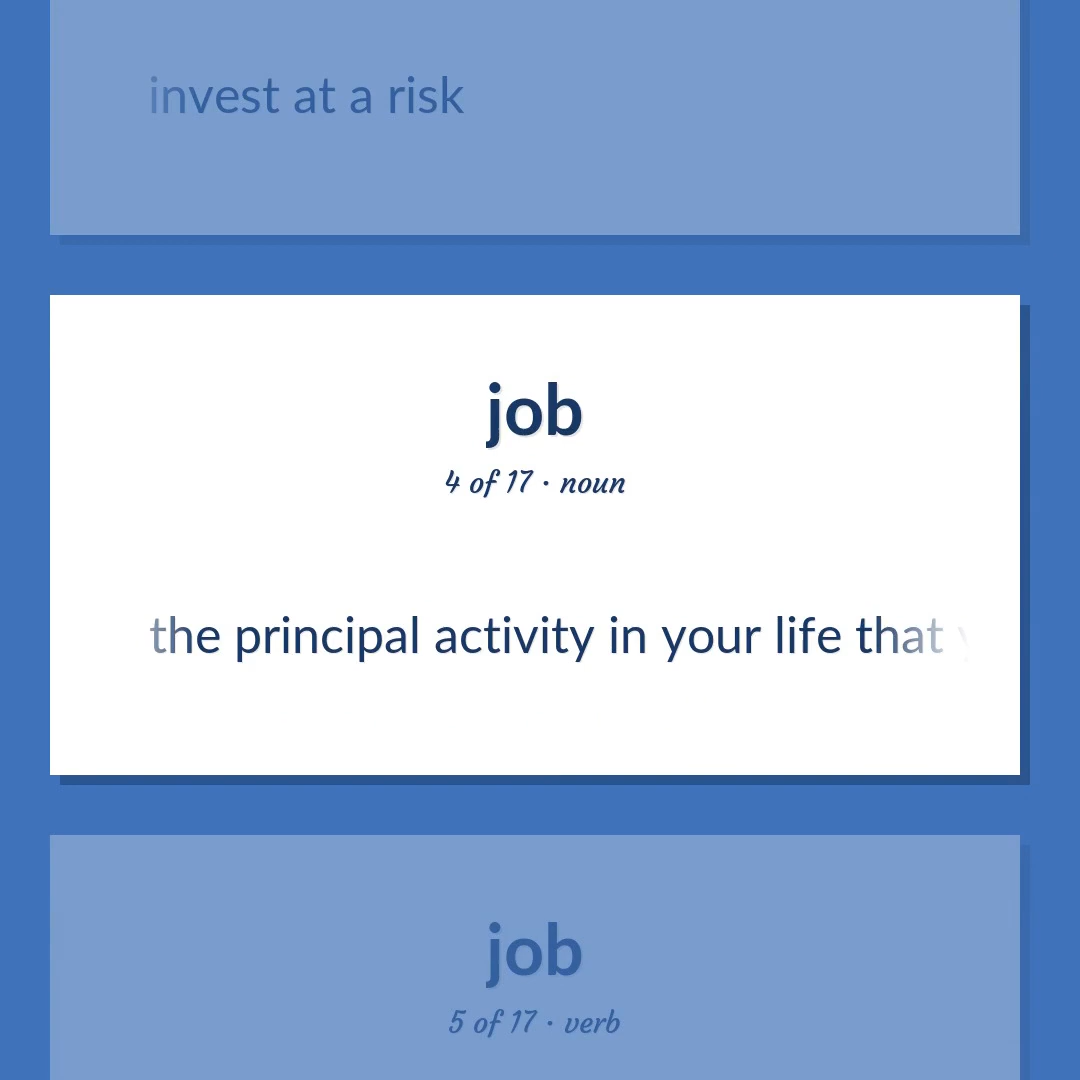 invest at a risk
job
4 of 17 · noun
the principal activity in your life that
job
5 of 17 · verb